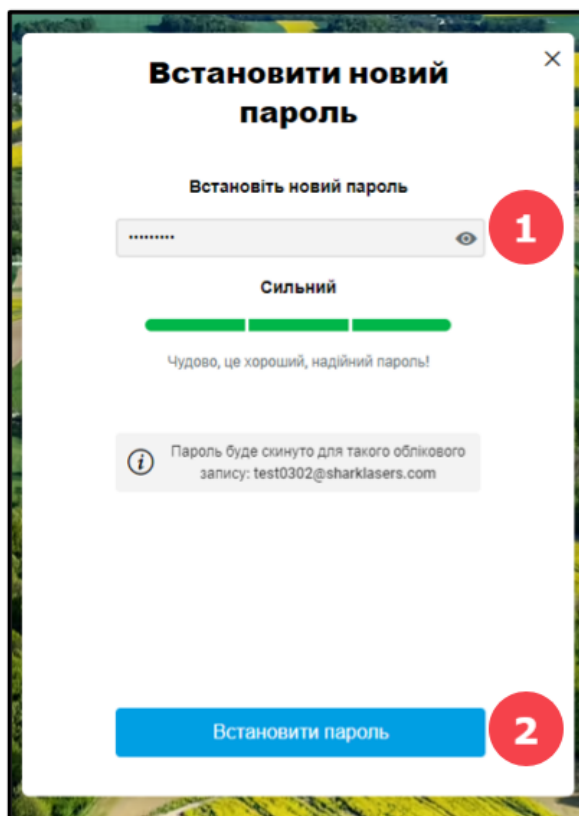 Встановити новий
пароль
Встановіть новий пароль
1
Сильний
Чудово, це хороший, надійний пароль!
Пароль буде скинуто для такого облікового
запису: test0302@sharklasers.com
Встановити пароль
2